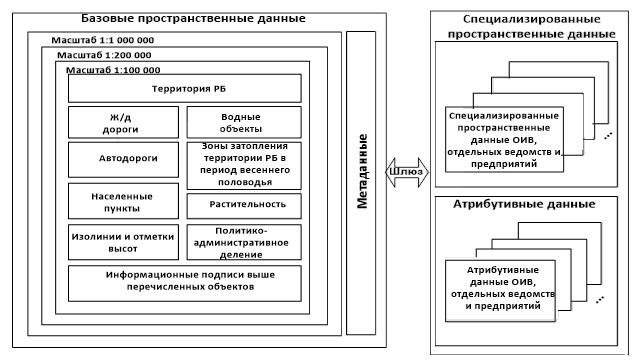 Базовые пространственные данные
Масштаб 1:1 000 000
Масштаб 1:200 000
Масштаб 1:100 000
Территория РБ
Ж/д
дороги
Водные
объекты
Автодороги
Зоны затопления
территории РБ в
период весеннего
половодья
Населенные
пункты
Растительность
Изолинии и отметки
высот
Политико-
административное
деление
Информационные подписи выше
перечисленных объектов
Метаданные
Шлюз
Специализированные
пространственные данные
Специализированные
пространственные
данные ОИВ,
отдельных ведомств и
предприятий
...
Атрибутивные данные
Атрибутивные
данные ОИВ,
отдельных ведомств
и предприятий
...